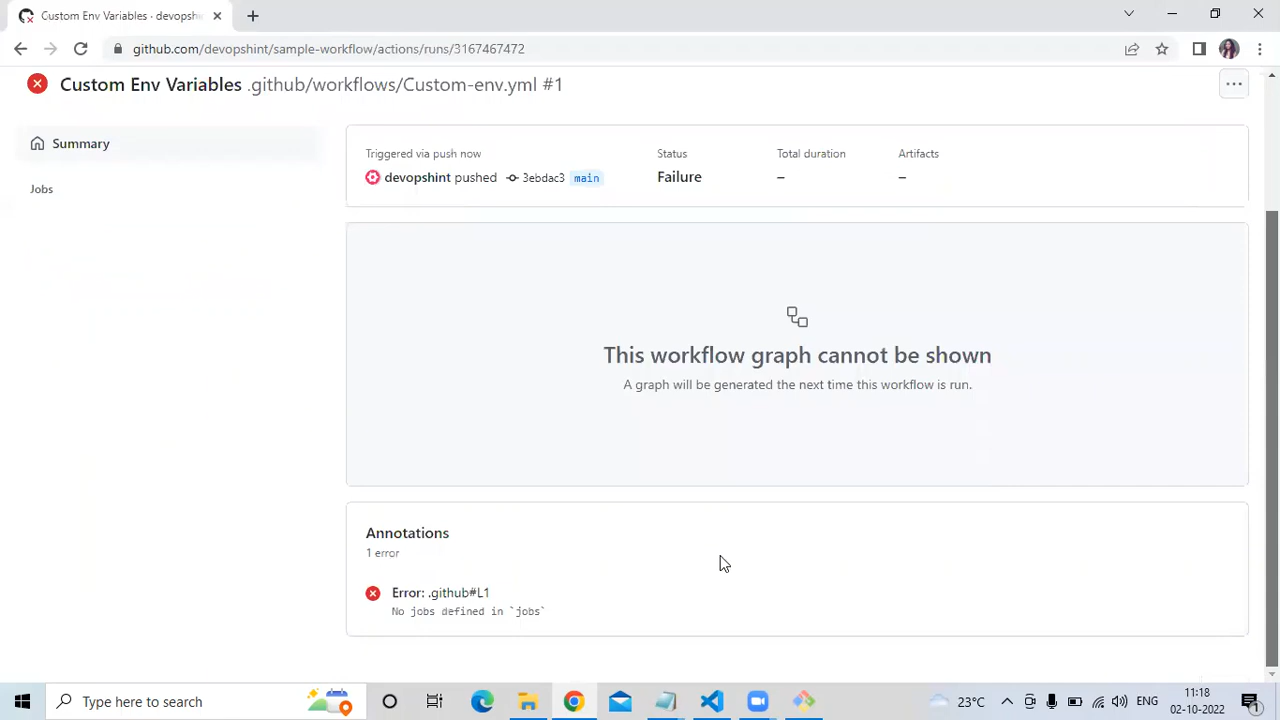 Custom Env Variables · devopshi
github.com/devopshint/sample-workflow/actions/runs/3167467472
Custom Env Variables .github/workflows/Custom-env.yml #1
Summary
Jobs
Triggered via push now
devopshint pushed 3ebdac3 main
Status
Failure
Total duration
–
Artifacts
–
This workflow graph cannot be shown
A graph will be generated the next time this workflow is run.
Annotations
1 error
Error: .github#L1
No jobs defined in `jobs`
Type here to search
23°C
ENG
11:18
02-10-2022
1